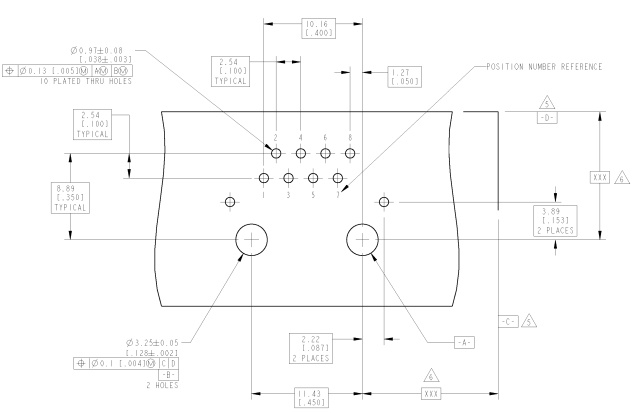 10.16
[.400]
Ø0.97±0.08
[.038±.003]
⌖ Ø0.13 [.005]Ⓜ AⓂ BⓂ
10 PLATED THRU HOLES
2.54
[.100]
TYPICAL
1.27
[.050]
POSITION NUMBER REFERENCE
2.54
[.100]
TYPICAL
5
-D-
2 4 6 8
8.89
[.350]
TYPICAL
XXX 6
1 3 5 7
3.89
[.153]
2 PLACES
-C- 5
Ø3.25±0.05
[.128±.002]
⌖ Ø0.1 [.004]Ⓜ C D
-B-
2 HOLES
2.22
[.087]
2 PLACES
-A-
6
11.43
[.450]
XXX